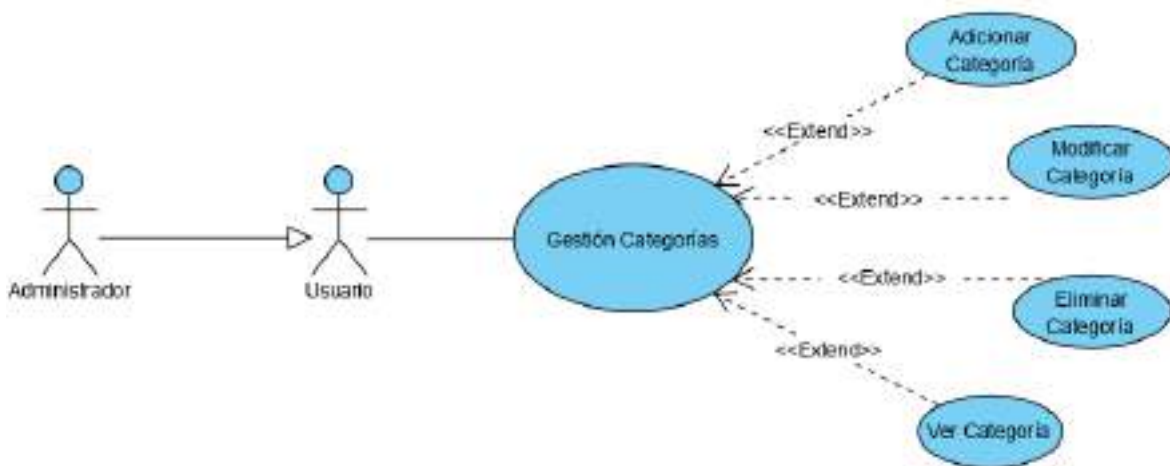 Adicionar
Categoría
<<Extend>>
Modificar
Categoría
<<Extend>>
Gestión Categorías
Administrador
Usuario
<<Extend>>
Eliminar
Categoría
<<Extend>>
Ver Categoría